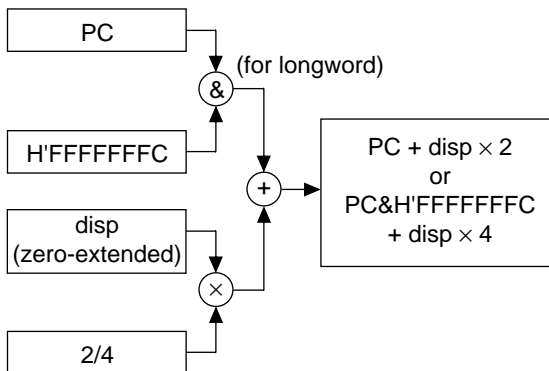 PC
(for longword)
&
H'FFFFFFFC
+
PC + disp × 2
or
PC&H'FFFFFFFC
+ disp × 4
disp
(zero-extended)
×
2/4